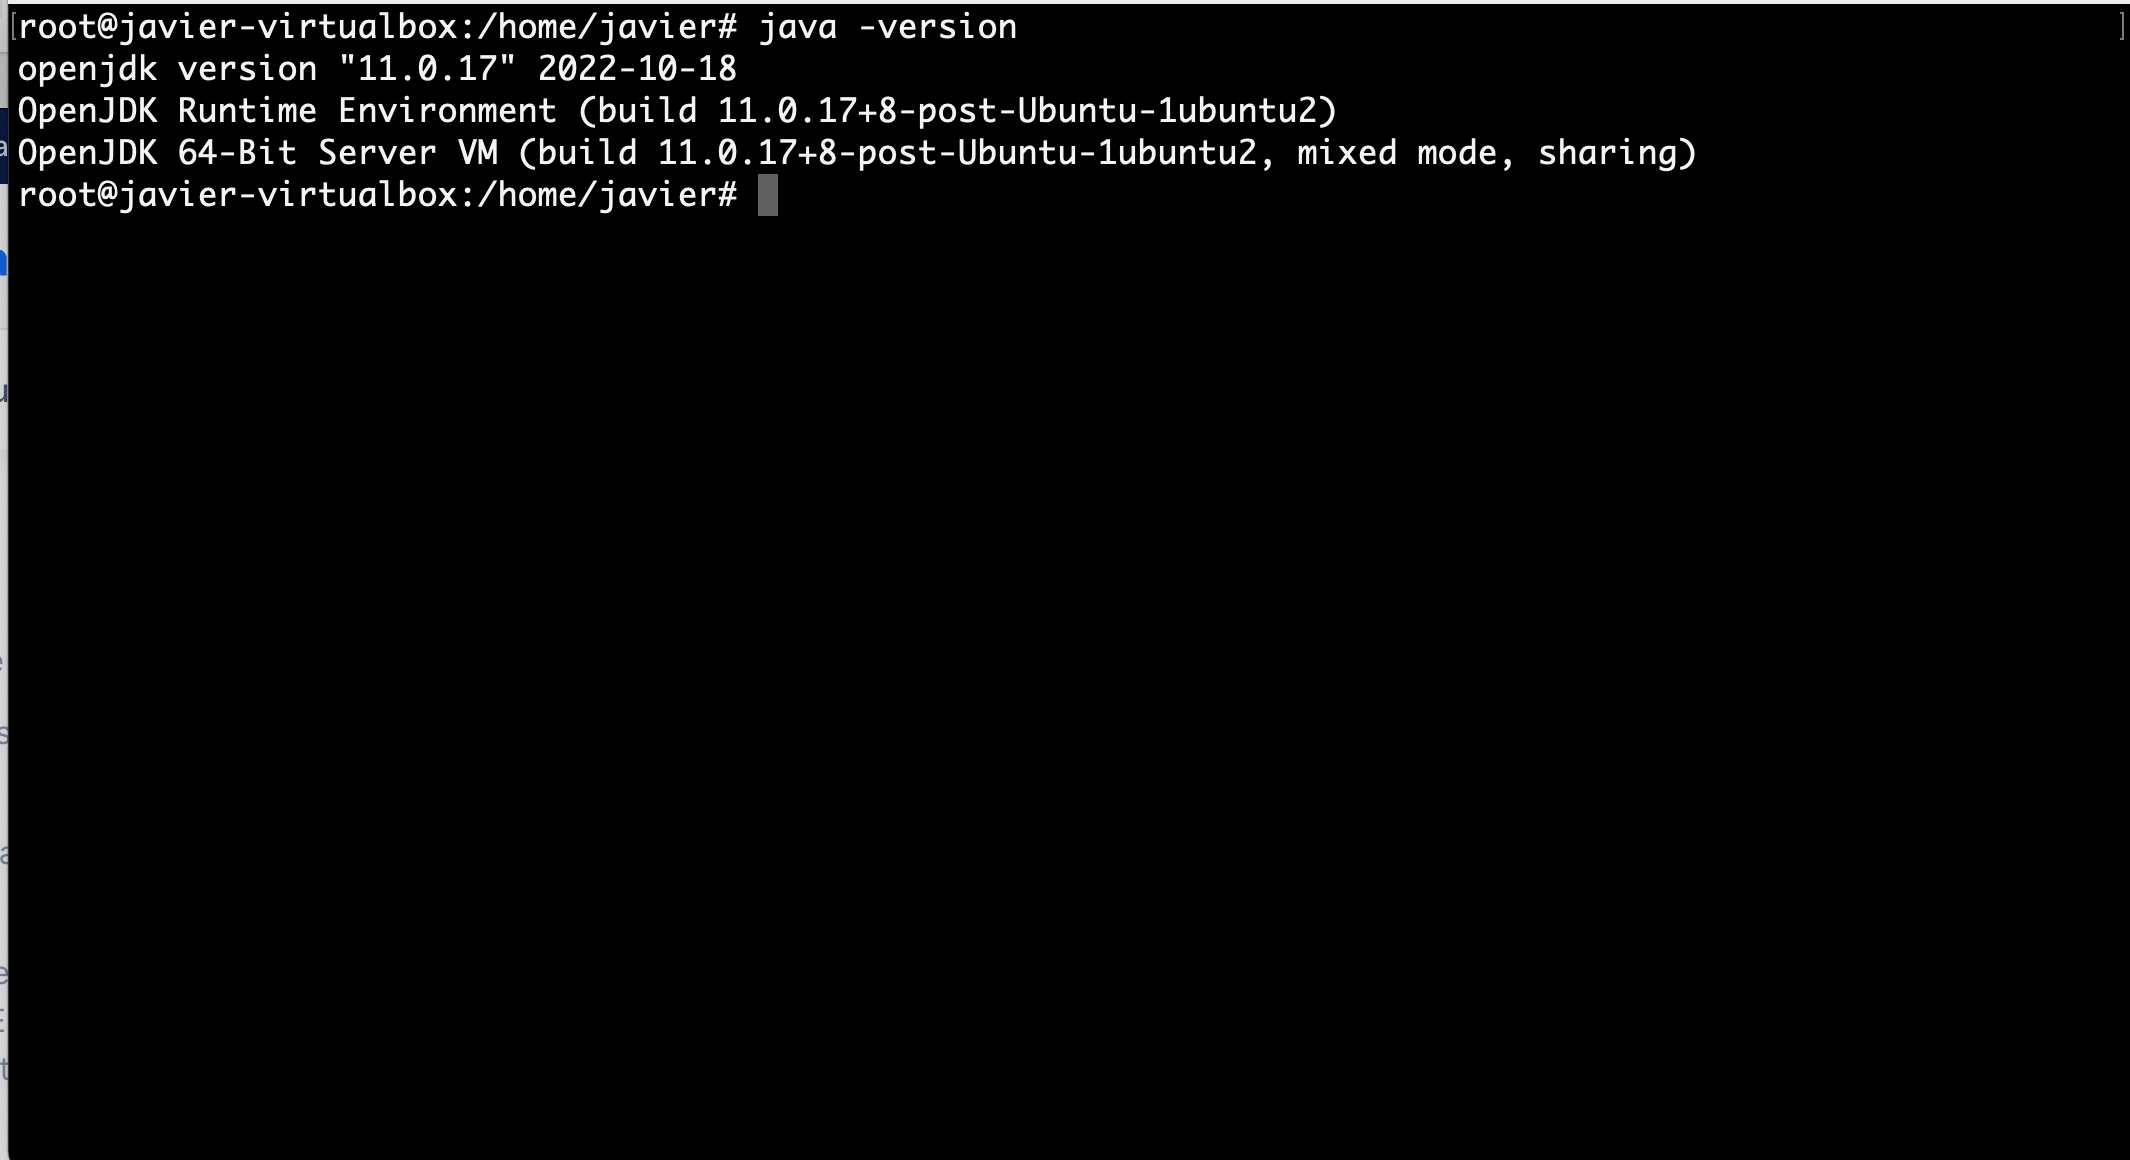 root@javier-virtualbox:/home/javier# java -version
openjdk version "11.0.17" 2022-10-18
OpenJDK Runtime Environment (build 11.0.17+8-post-Ubuntu-1ubuntu2)
OpenJDK 64-Bit Server VM (build 11.0.17+8-post-Ubuntu-1ubuntu2, mixed mode, sharing)
root@javier-virtualbox:/home/javier#